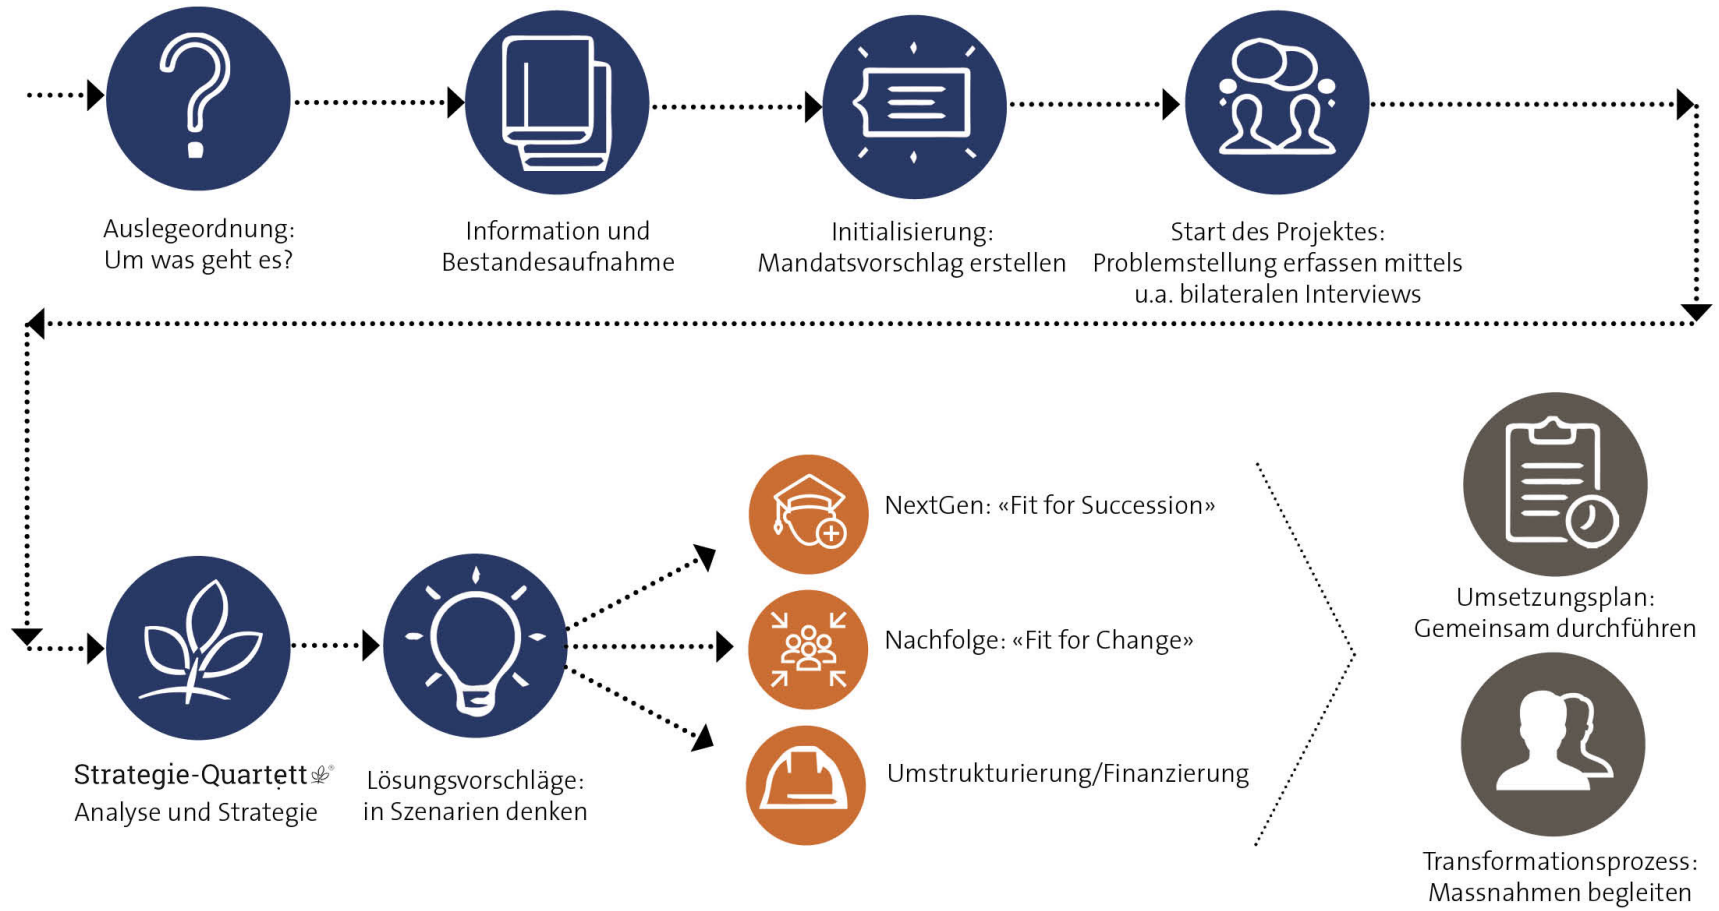 Auslegeordnung:
Um was geht es?
Information und
Bestandesaufnahme
Initialisierung:
Mandatsvorschlag erstellen
Start des Projektes:
Problemstellung erfassen mittels
u.a. bilateralen Interviews
Strategie-Quartett®
Analyse und Strategie
Lösungsvorschläge:
in Szenarien denken
NextGen: «Fit for Succession»
Nachfolge: «Fit for Change»
Umstrukturierung/Finanzierung
Umsetzungsplan:
Gemeinsam durchführen
Transformationsprozess:
Massnahmen begleiten